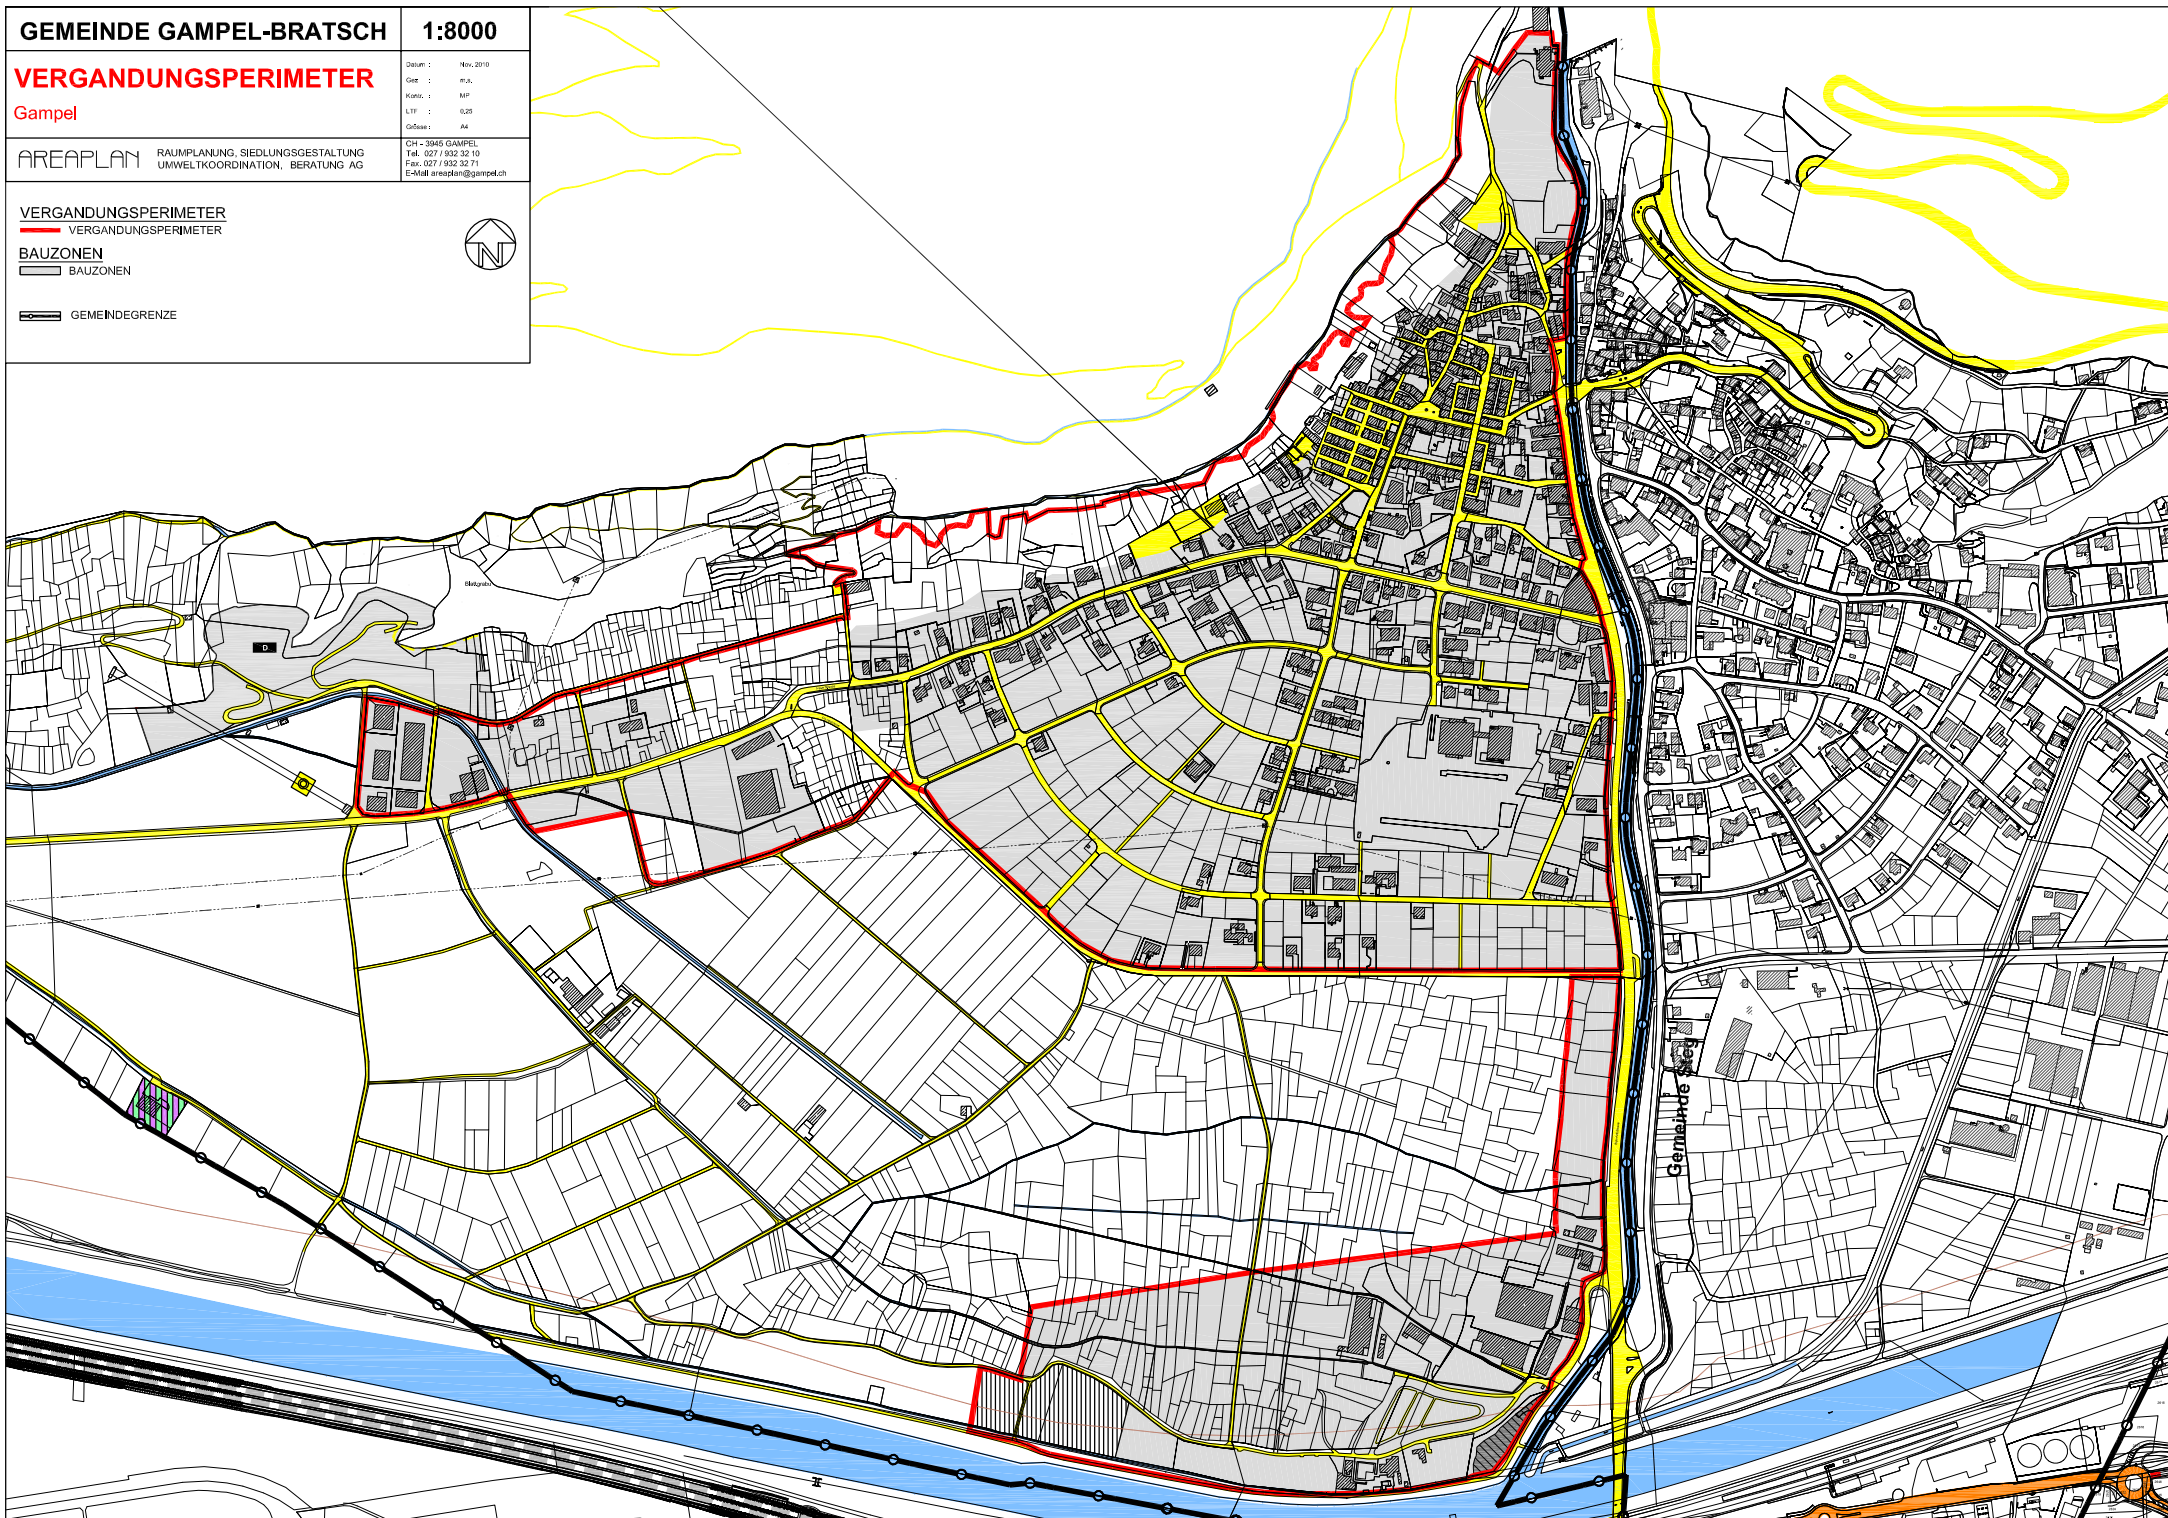 GEMEINDE GAMPEL-BRATSCH
1:8000
VERGANDUNGSPERIMETER
Gampel
Datum : Nov. 2010
Gez : m.s.
Kontr. : MP
LTF : 0,25
Grösse : A4
AREAPLAN
RAUMPLANUNG, SIEDLUNGSGESTALTUNG
UMWELTKOORDINATION, BERATUNG AG
CH - 3945 GAMPEL
Tel. 027 / 932 32 10
Fax. 027 / 932 32 71
E-Mail areaplan@gampel.ch
VERGANDUNGSPERIMETER
VERGANDUNGSPERIMETER
BAUZONEN
BAUZONEN
GEMEINDEGRENZE
N
D
Gemeinde Steg